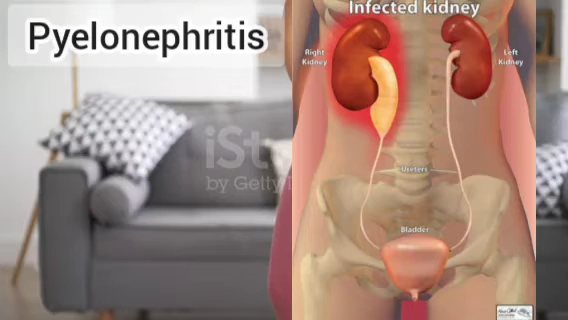 Pyelonephritis
Infected kidney
Right
Kidney
Left
Kidney
iSt
by Getty
Ureters
Bladder